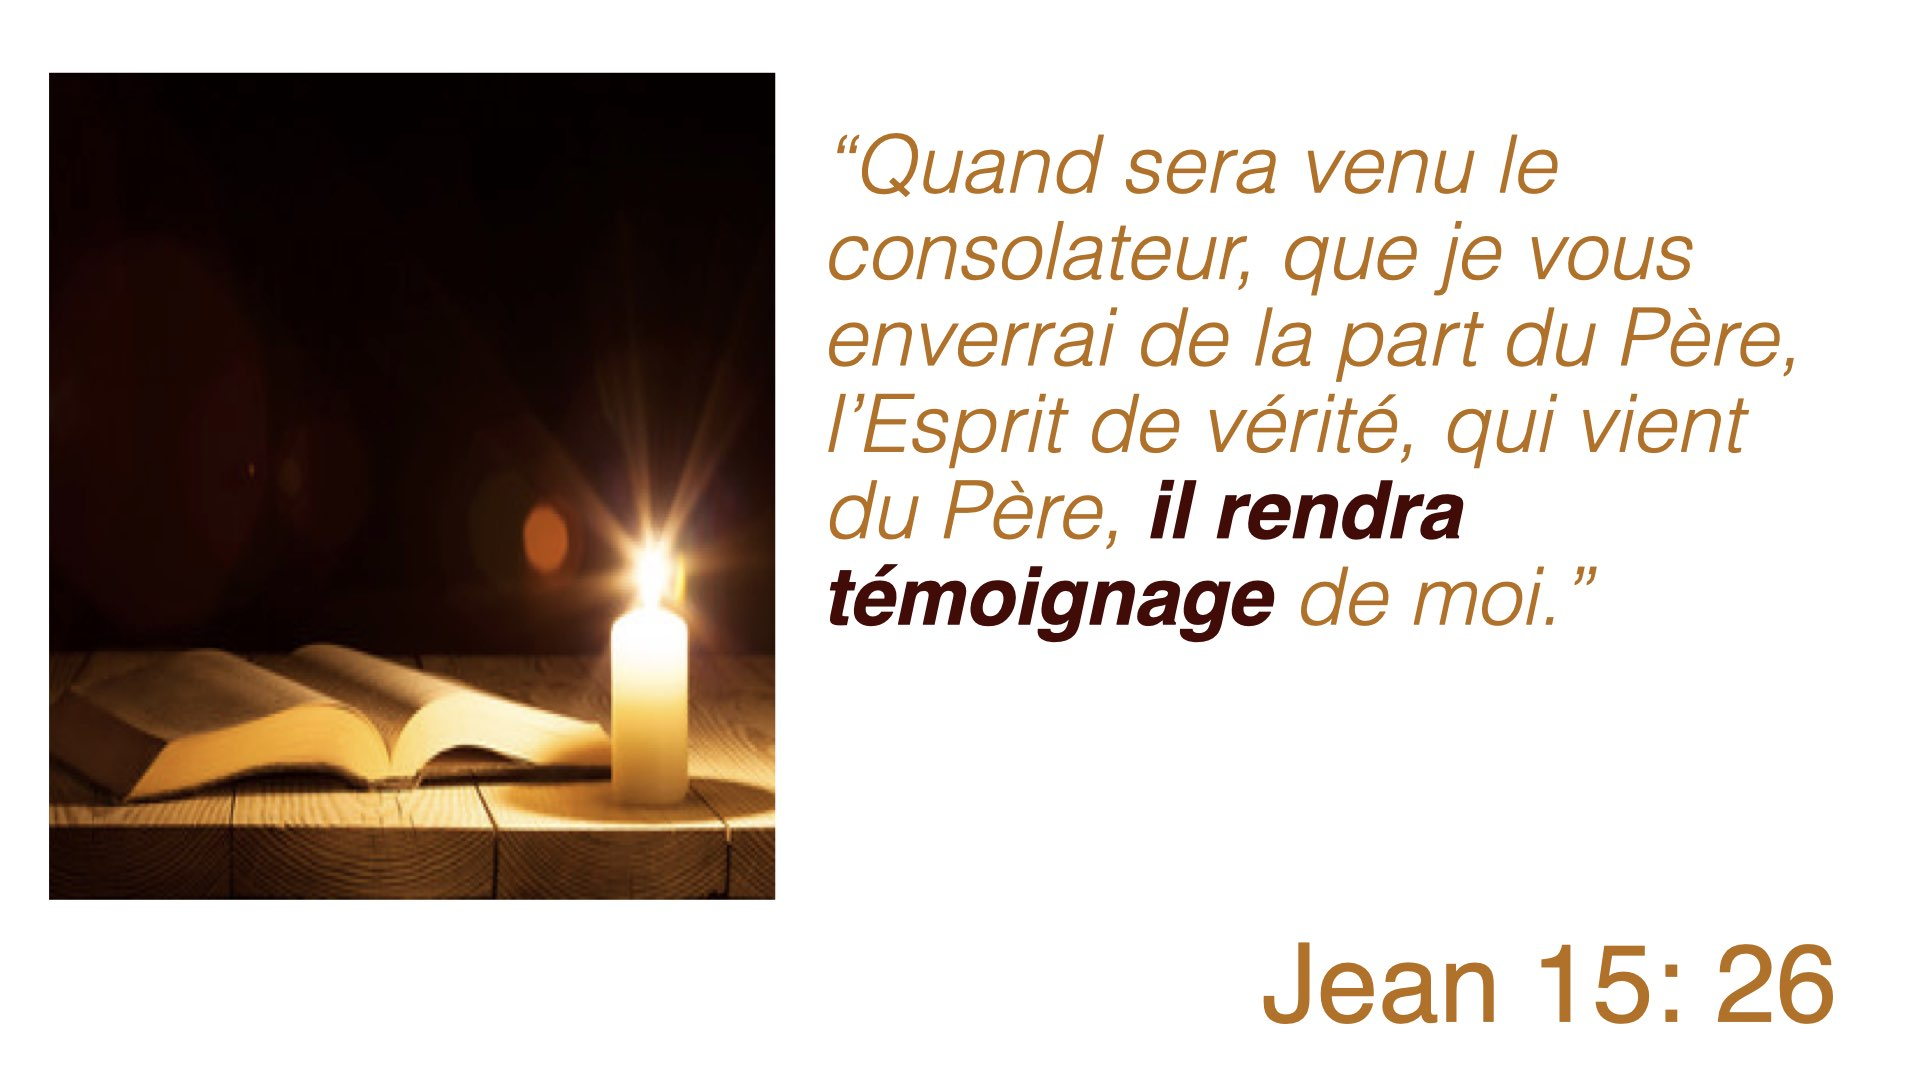 “Quand sera venu le
consolateur, que je vous
enverrai de la part du Père,
l’Esprit de vérité, qui vient
du Père, il rendra
témoignage de moi.”
Jean 15: 26